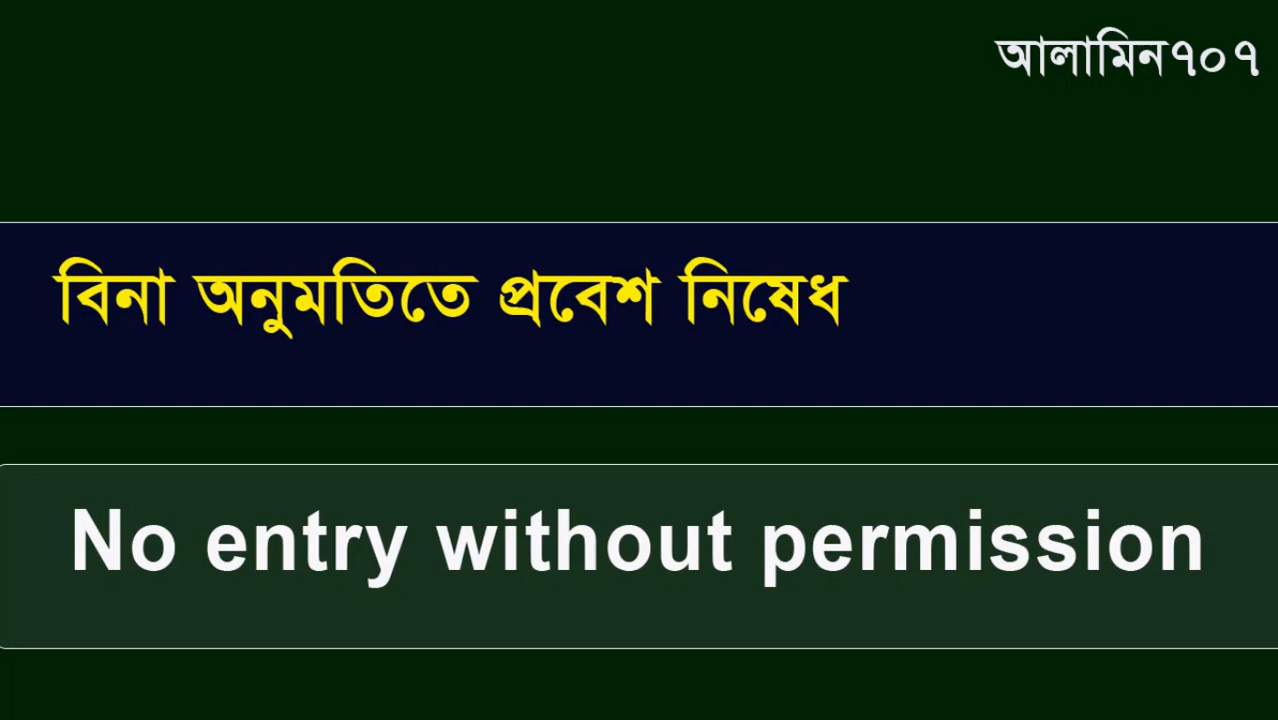 আলামিন৭০৭
বিনা অনুমতিতে প্রবেশ নিষেধ
No entry without permission